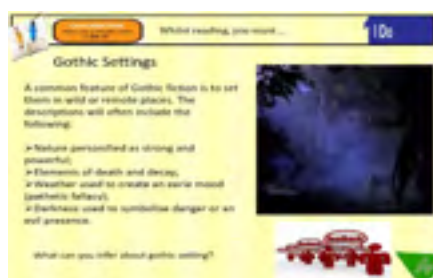 Whilst reading, you must ...
IDs
Gothic Settings
A common feature of Gothic fiction is to set
them in wild or remote places. The
descriptions will often include the
following:
➢Nature personified as strong and
powerful;
➢Elements of death and decay,
➢Weather used to create an eerie mood
(pathetic fallacy),
➢Darkness used to symbolise danger or an
evil presence.
What can you infer about gothic setting?